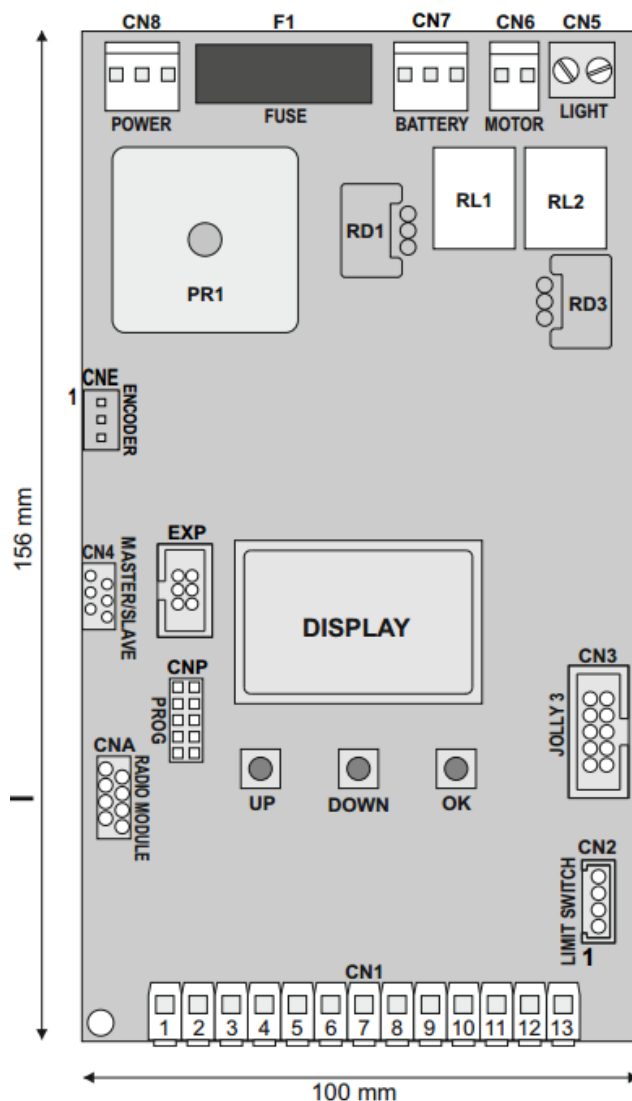 CN8 F1 CN7 CN6 CN5
POWER FUSE BATTERY MOTOR LIGHT
RL1 RL2
RD1
PR1 RD3
CNE
1 ENCODER
156 mm
CN4 EXP
MASTER/SLAVE
DISPLAY
CNP
PROG
CN3
JOLLY 3
CNA
RADIO MODULE
UP DOWN OK
CN2
LIMIT SWITCH
1
CN1
1 2 3 4 5 6 7 8 9 10 11 12 13
100 mm